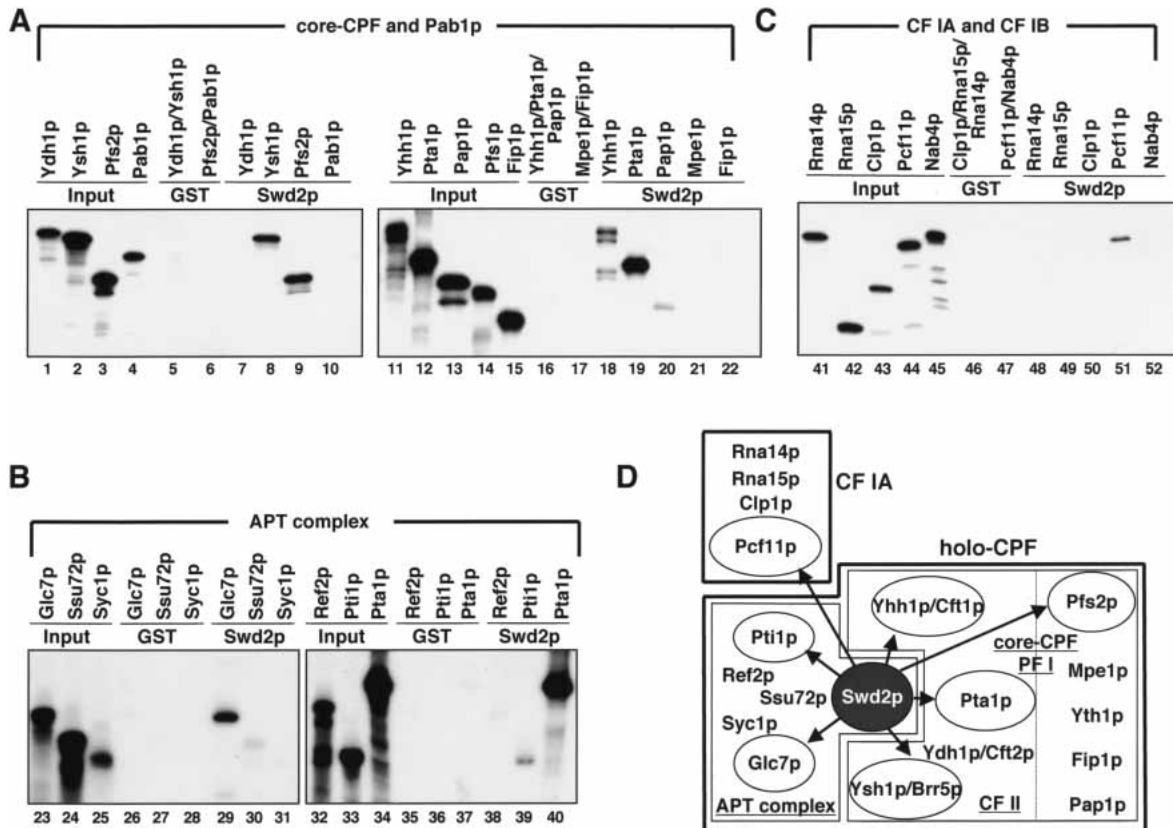 A
core-CPF and Pab1p
Ydh1p
Ysh1p
Pfs2p
Pab1p
Ydh1p/Ysh1p
Pfs2p/Pab1p
Ydh1p
Ysh1p
Pfs2p
Pab1p
Input GST Swd2p
1 2 3 4 5 6 7 8 9 10
Yhh1p
Pta1p
Pap1p
Pfs1p
Fip1p
Yhh1p/Pta1p/
Pap1p
Mpe1p/Fip1p
Yhh1p
Pta1p
Pap1p
Mpe1p
Fip1p
Input GST Swd2p
11 12 13 14 15 16 17 18 19 20 21 22
C
CF IA and CF IB
Rna14p
Rna15p
Clp1p
Pcf11p
Nab4p
Clp1p/Rna15p/
Rna14p
Pcf11p/Nab4p
Rna14p
Rna15p
Clp1p
Pcf11p
Nab4p
Input GST Swd2p
41 42 43 44 45 46 47 48 49 50 51 52
B
APT complex
Glc7p
Ssu72p
Syc1p
Glc7p
Ssu72p
Syc1p
Glc7p
Ssu72p
Syc1p
Input GST Swd2p
23 24 25 26 27 28 29 30 31
Ref2p
Pti1p
Pta1p
Ref2p
Pti1p
Pta1p
Ref2p
Pti1p
Pta1p
Input GST Swd2p
32 33 34 35 36 37 38 39 40
D
Rna14p
Rna15p
Clp1p
Pcf11p
CF IA
holo-CPF
Yhh1p/Cft1p
Pfs2p
Pti1p
core-CPF
PF I
Ref2p
Mpe1p
Ssu72p
Swd2p
Pta1p
Syc1p
Yth1p
Ydh1p/Cft2p
Glc7p
Fip1p
Ysh1p/Brr5p
APT complex
CF II
Pap1p